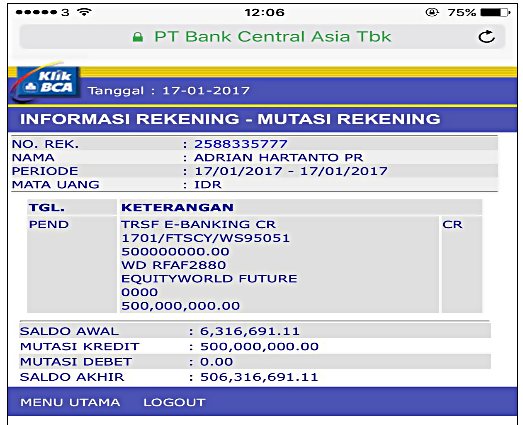 3 12:06 75%
PT Bank Central Asia Tbk
Klik BCA
Tanggal : 17-01-2017
INFORMASI REKENING - MUTASI REKENING
NO. REK. : 2588335777
NAMA : ADRIAN HARTANTO PR
PERIODE : 17/01/2017 - 17/01/2017
MATA UANG : IDR
TGL. KETERANGAN
PEND TRSF E-BANKING CR CR
1701/FTSCY/WS95051
500000000.00
WD RFAF2880
EQUITYWORLD FUTURE
0000
500,000,000.00
SALDO AWAL : 6,316,691.11
MUTASI KREDIT : 500,000,000.00
MUTASI DEBET : 0.00
SALDO AKHIR : 506,316,691.11
MENU UTAMA LOGOUT